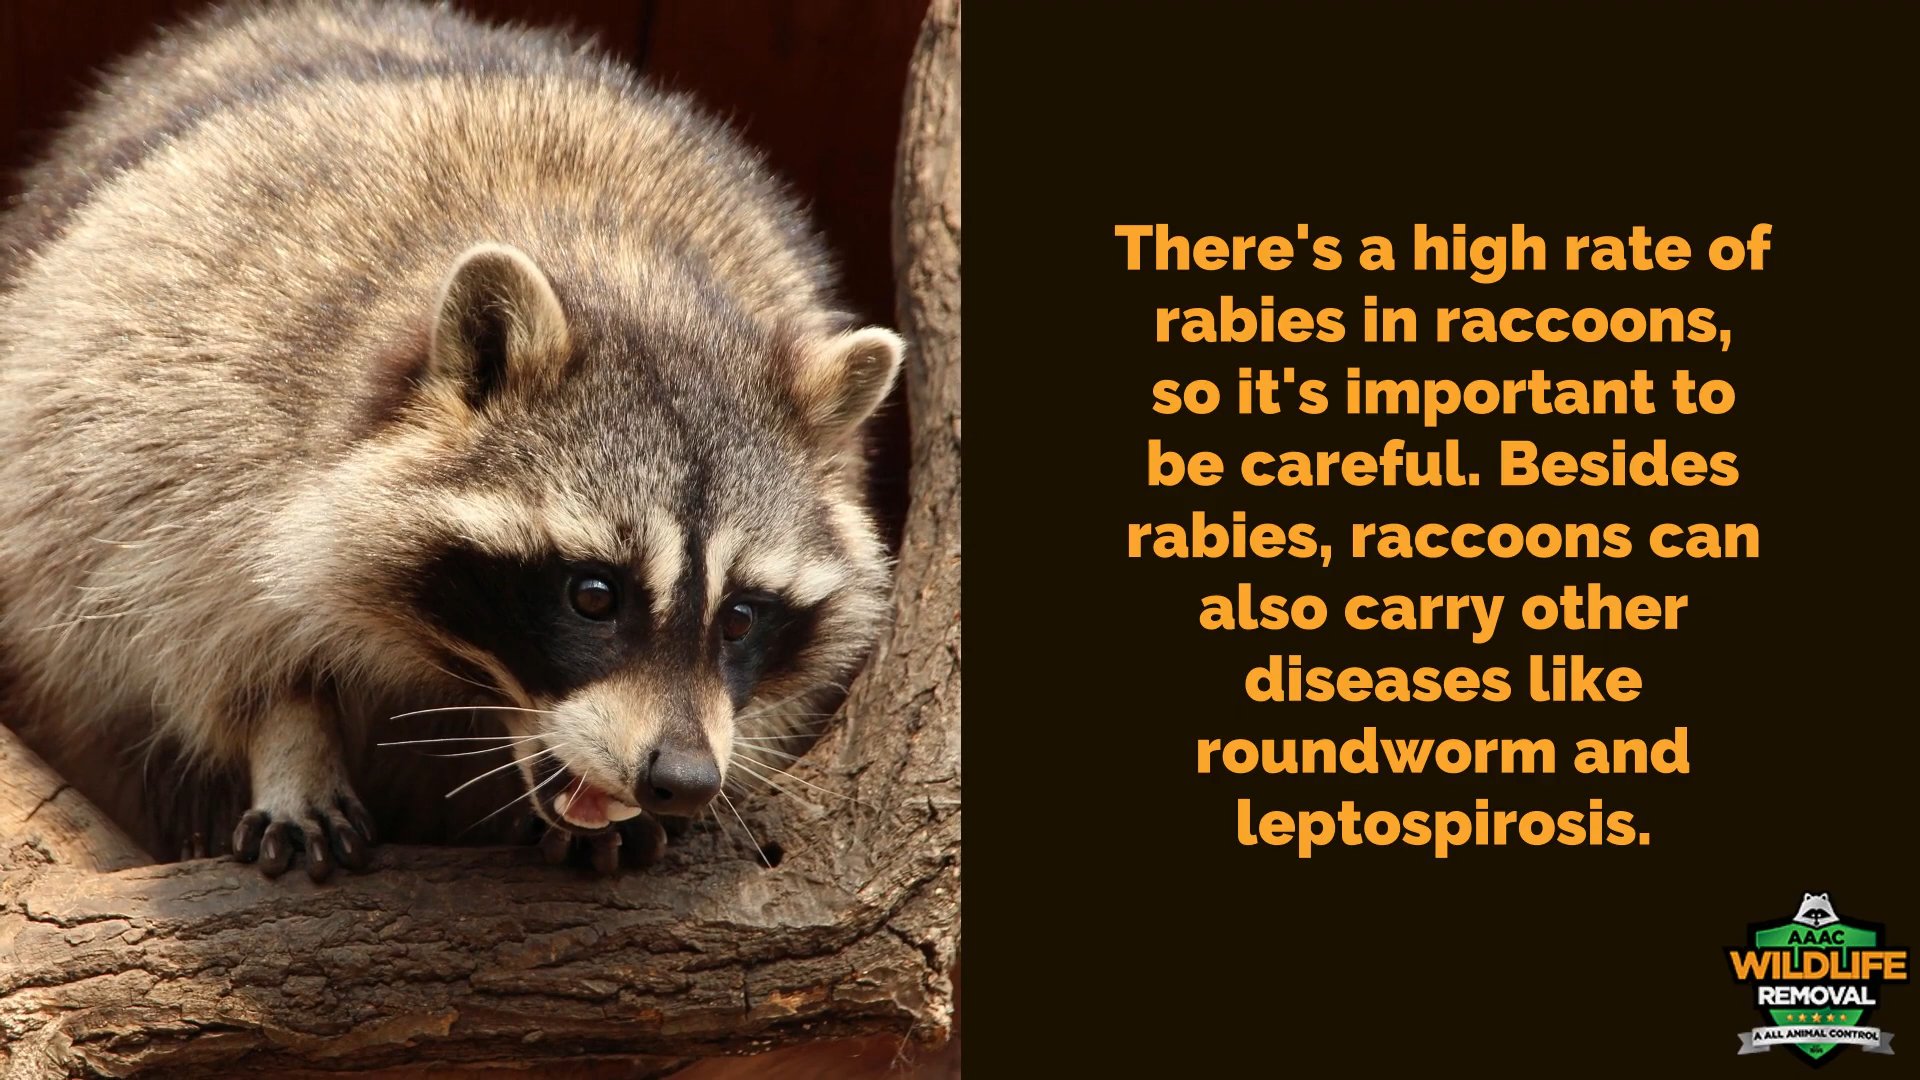 There's a high rate of
rabies in raccoons,
so it's important to
be careful. Besides
rabies, raccoons can
also carry other
diseases like
roundworm and
leptospirosis.
AAAC
WILDLIFE
REMOVAL
A ALL ANIMAL CONTROL